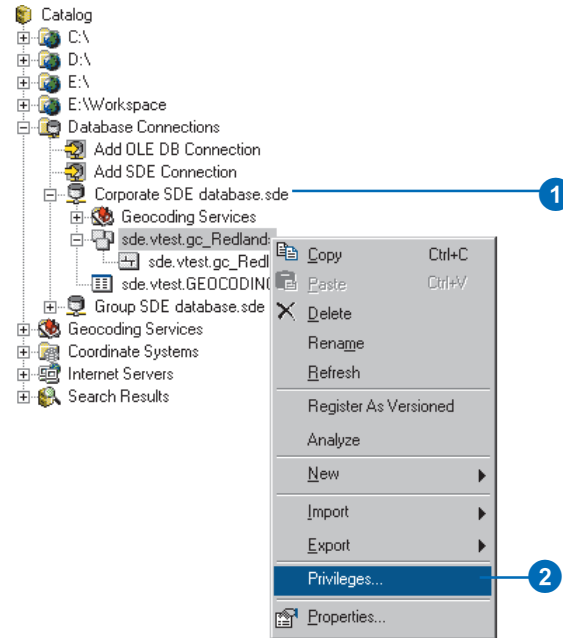 Catalog
C:\
D:\
E:\
E:\Workspace
Database Connections
Add OLE DB Connection
Add SDE Connection
Corporate SDE database.sde
1
Geocoding Services
sde.vtest.gc_Redland
sde.vtest.gc_Redl
sde.vtest.GEOCODING
Group SDE database.sde
Geocoding Services
Coordinate Systems
Internet Servers
Search Results
Copy Ctrl+C
Paste Ctrl+V
Delete
Rename
Refresh
Register As Versioned
Analyze
New
Import
Export
Privileges...
2
Properties...